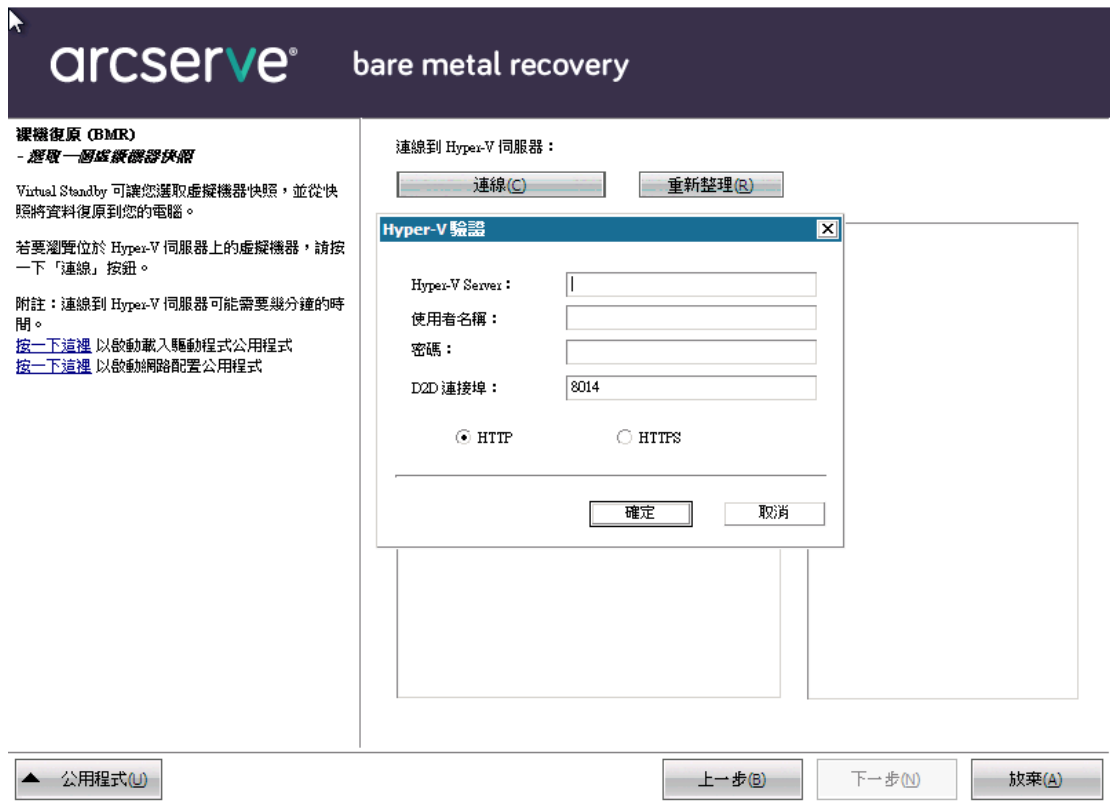 arcserve® bare metal recovery
裸機復原 (BMR)
- 選取一個虛擬機器快照
Virtual Standby 可讓您選取虛擬機器快照，並從快
照將資料復原到您的電腦。
若要瀏覽位於 Hyper-V 伺服器上的虛擬機器，請按
一下「連線」按鈕。
附註：連線到 Hyper-V 伺服器可能需要幾分鐘的時
間。
按一下這裡 以啟動載入驅動程式公用程式
按一下這裡 以啟動網路配置公用程式
連線到 Hyper-V 伺服器：
連線(C) 重新整理(R)
Hyper-V 驗證
Hyper-V Server：
使用者名稱：
密碼：
D2D 連接埠： 8014
HTTP HTTPS
確定 取消
公用程式(U) 上一步(B) 下一步(N) 放棄(A)